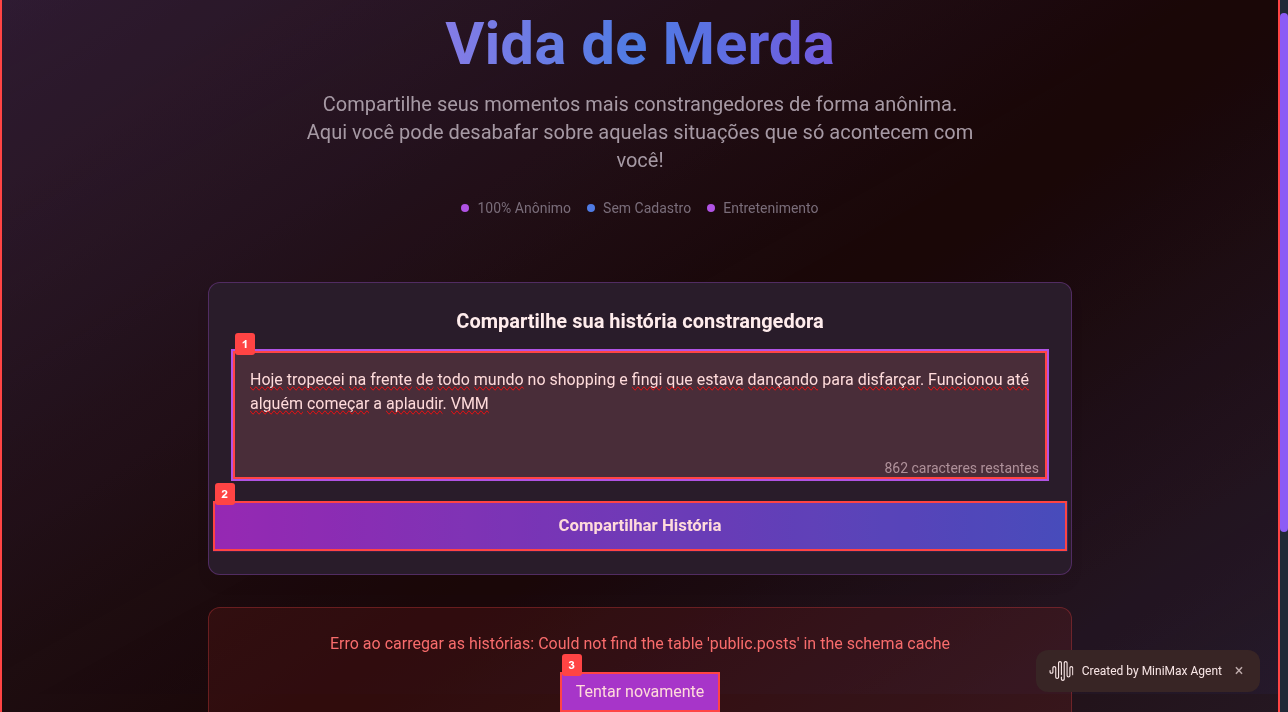 Vida de Merda
Compartilhe seus momentos mais constrangedores de forma anônima.
Aqui você pode desabafar sobre aquelas situações que só acontecem com
você!
100% Anônimo Sem Cadastro Entretenimento
Compartilhe sua história constrangedora
1
Hoje tropecei na frente de todo mundo no shopping e fingi que estava dançando para disfarçar. Funcionou até
alguém começar a aplaudir. VMM
862 caracteres restantes
2
Compartilhar História
Erro ao carregar as histórias: Could not find the table 'public.posts' in the schema cache
3
Tentar novamente
Created by MiniMax Agent ×